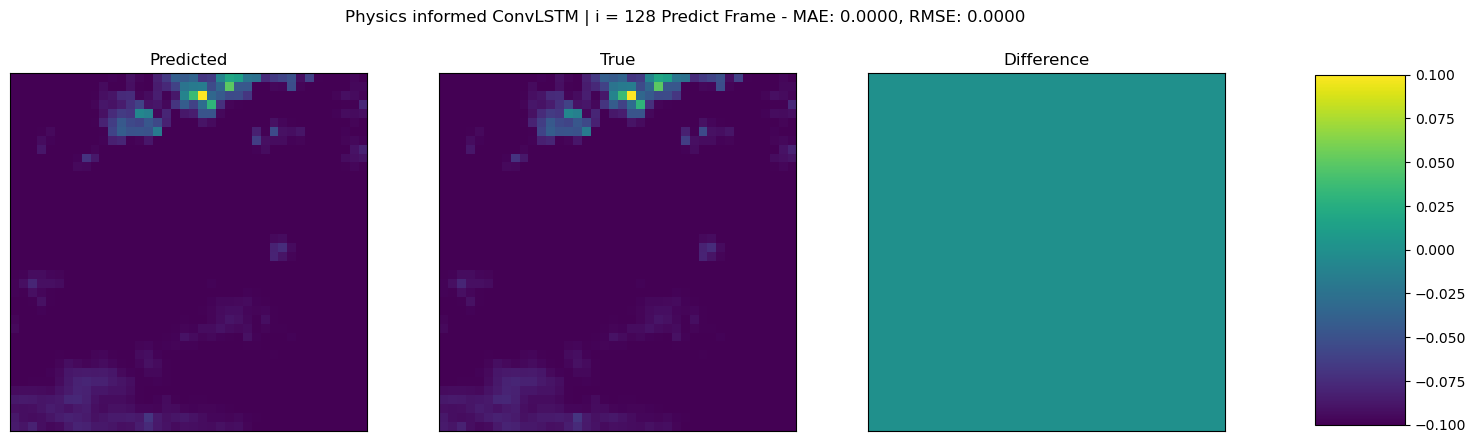 Physics informed ConvLSTM | i = 128 Predict Frame - MAE: 0.0000, RMSE: 0.0000
Predicted
True
Difference
0.100
0.075
0.050
0.025
0.000
−0.025
−0.050
−0.075
−0.100